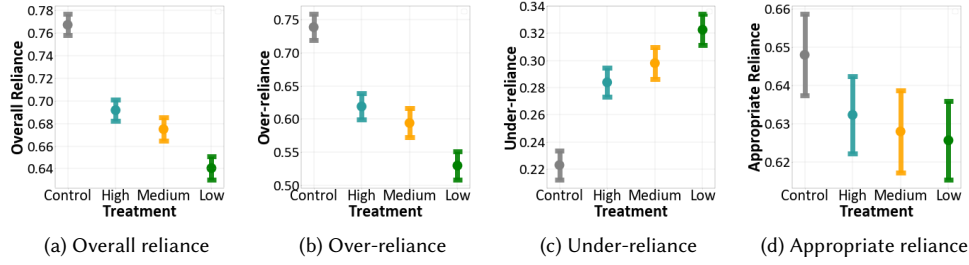 Overall Reliance
0.78
0.76
0.74
0.72
0.70
0.68
0.66
0.64
Control High Medium Low
Treatment
(a) Overall reliance
Over-reliance
0.75
0.70
0.65
0.60
0.55
0.50
Control High Medium Low
Treatment
(b) Over-reliance
Under-reliance
0.34
0.32
0.30
0.28
0.26
0.24
0.22
Control High Medium Low
Treatment
(c) Under-reliance
Appropriate Reliance
0.66
0.65
0.64
0.63
0.62
Control High Medium Low
Treatment
(d) Appropriate reliance